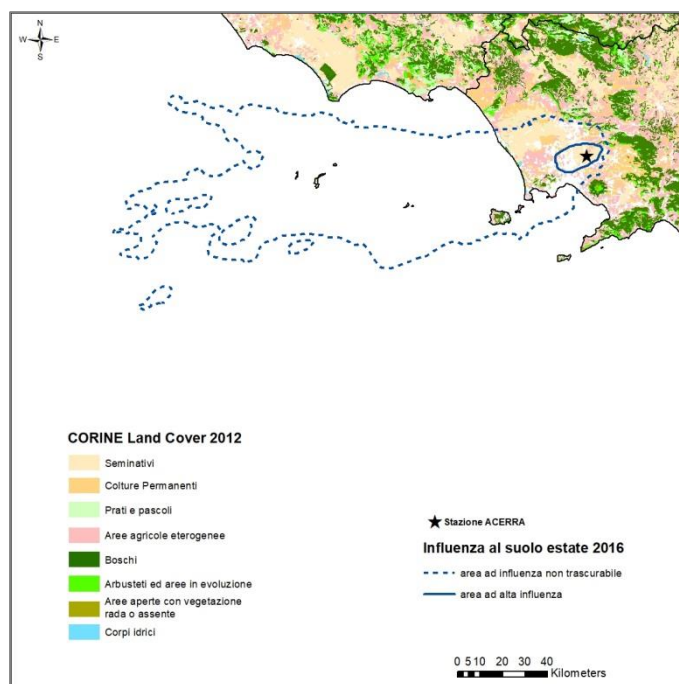 N
W E
S
CORINE Land Cover 2012
Seminativi
Colture Permanenti
Prati e pascoli
Aree agricole eterogenee
Boschi
Arbusteti ed aree in evoluzione
Aree aperte con vegetazione
rada o assente
Corpi idrici
Stazione ACERRA
Influenza al suolo estate 2016
area ad influenza non trascurabile
area ad alta influenza
0 5 10 20 30 40
Kilometers